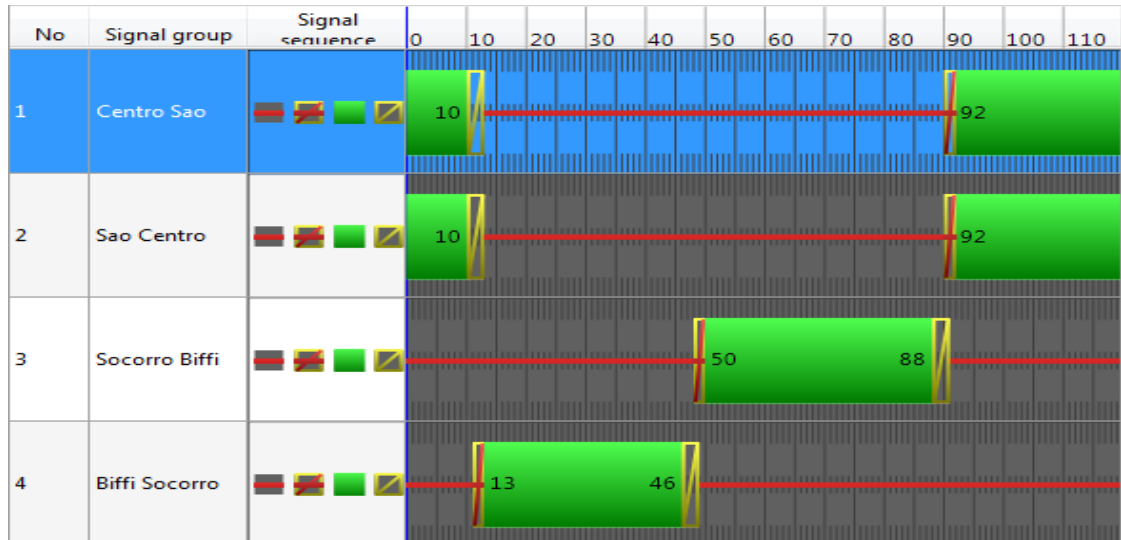 No Signal group Signal sequence 0 10 20 30 40 50 60 70 80 90 100 110
1 Centro Sao 10 92
2 Sao Centro 10 92
3 Socorro Biffi 50 88
4 Biffi Socorro 13 46